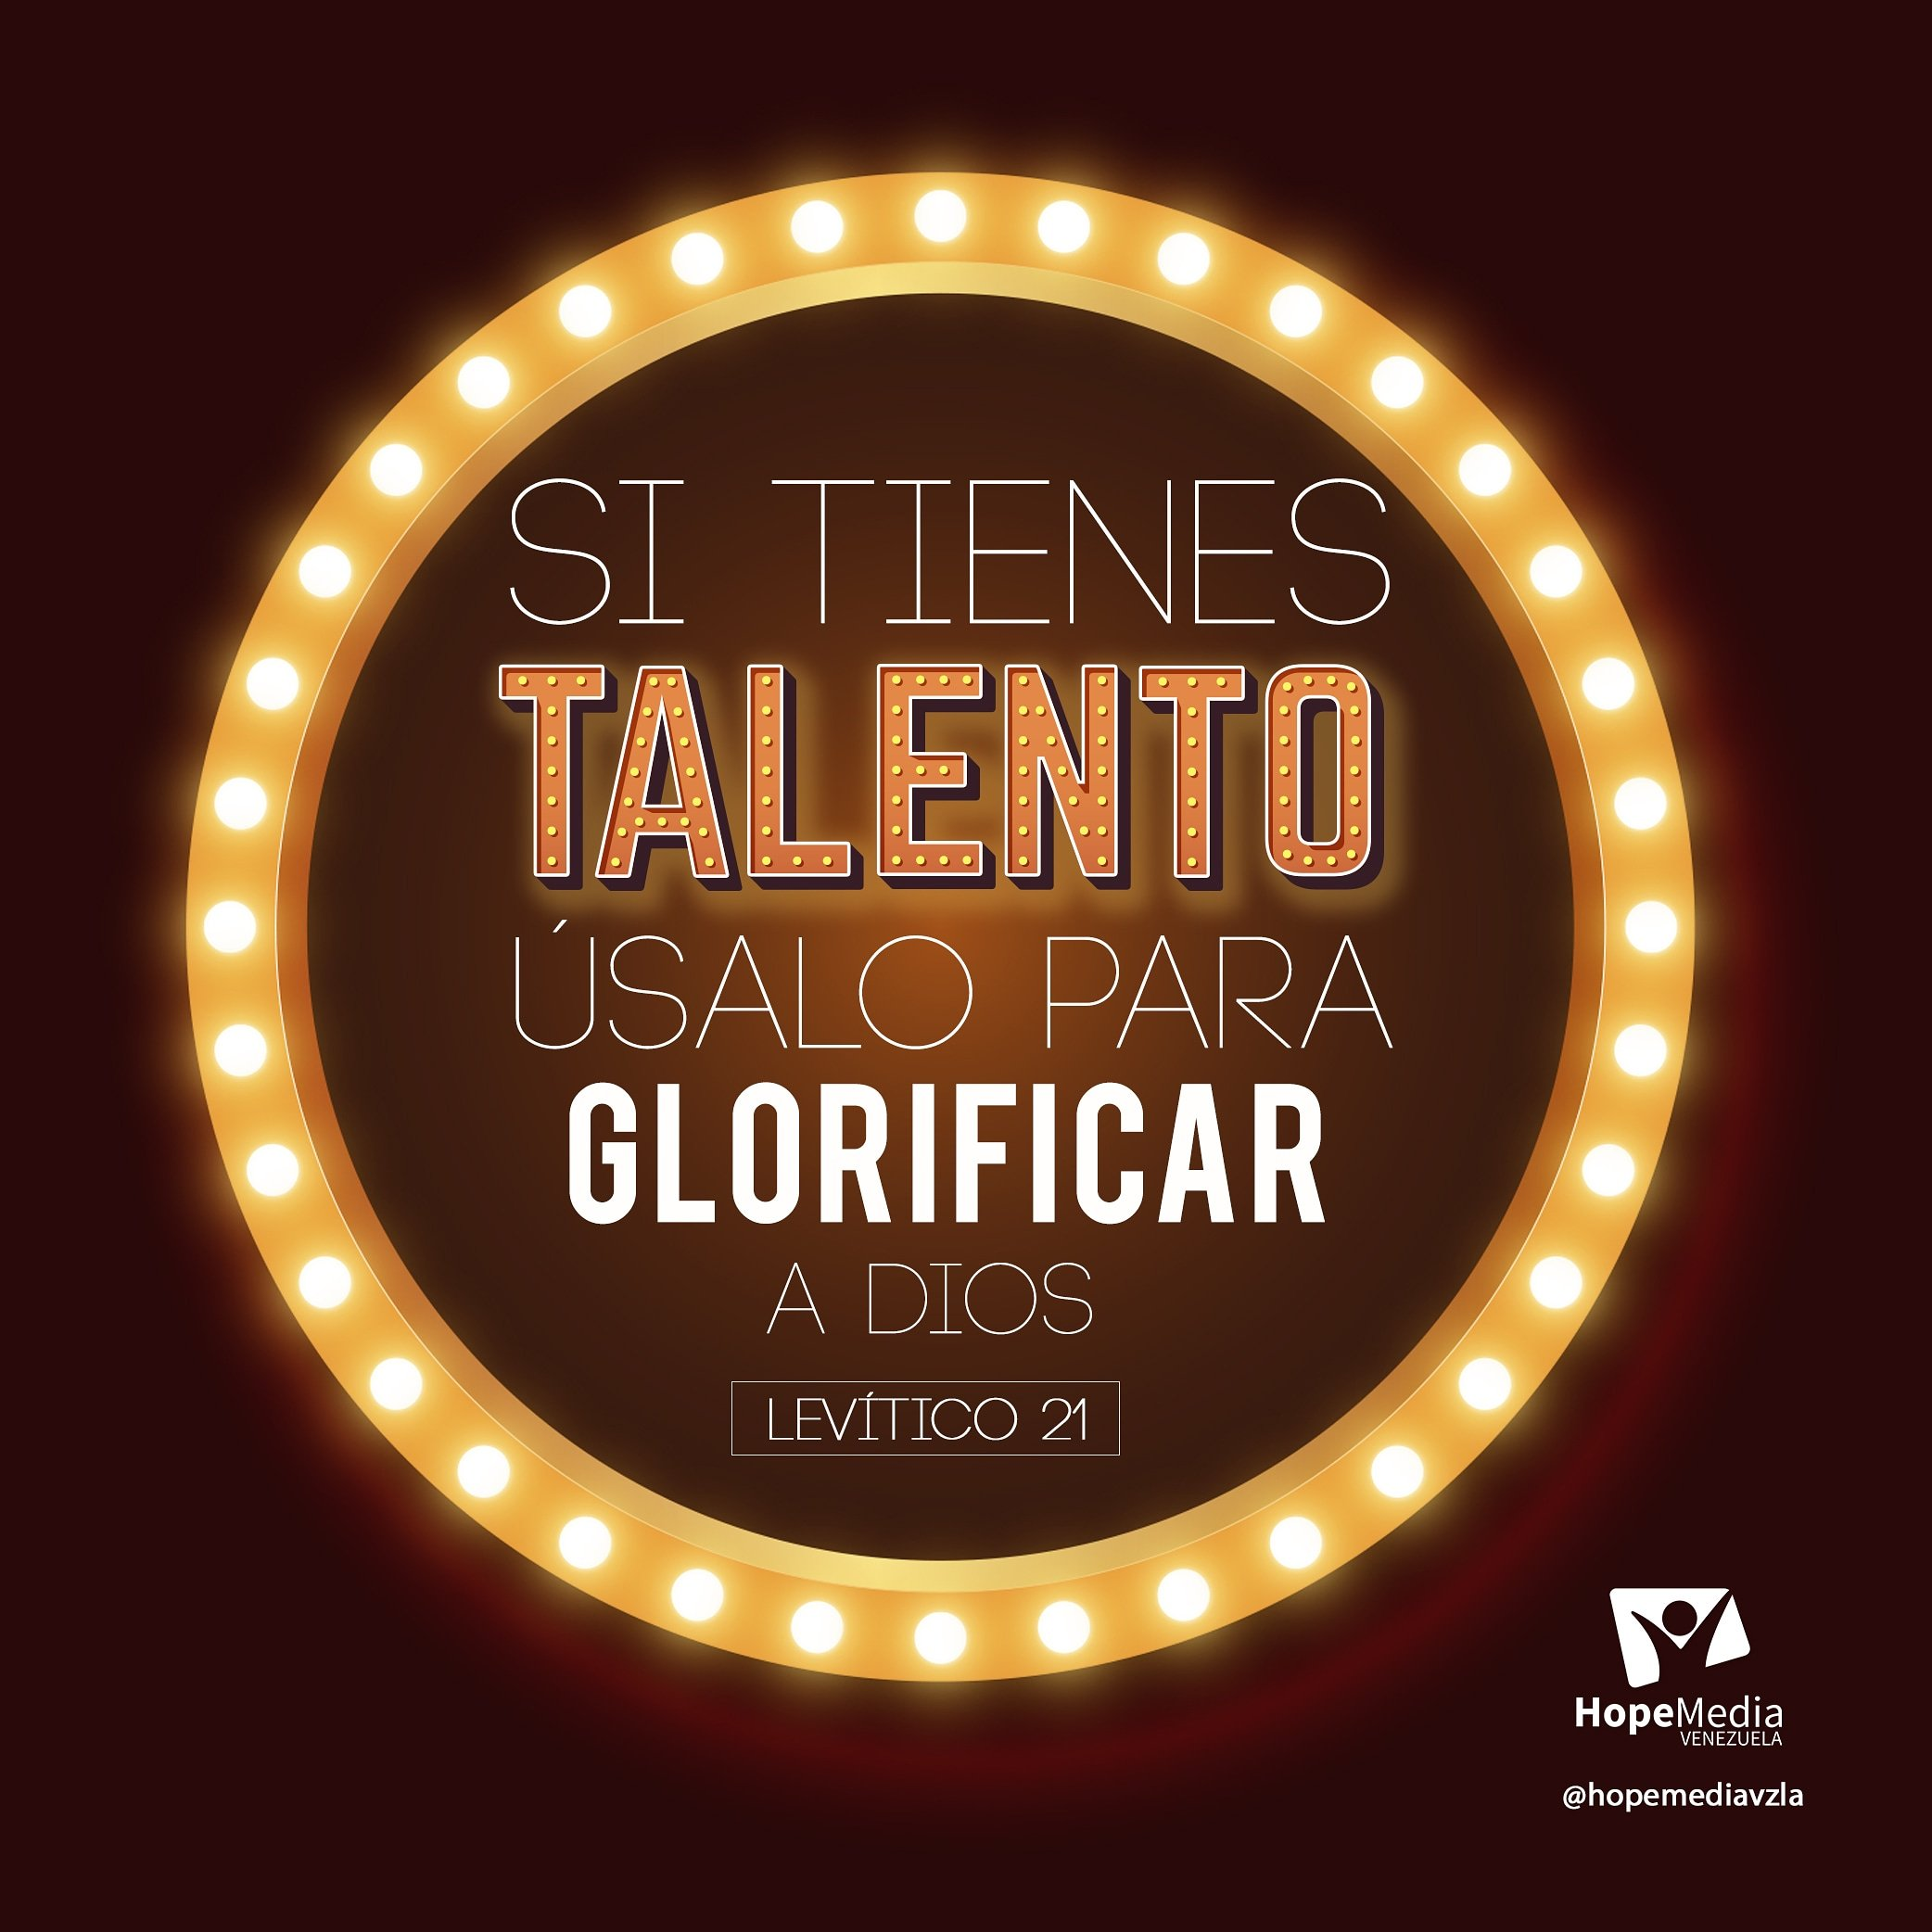 SI TIENES
TALENTO
ÚSALO PARA
GLORIFICAR
A DIOS
LEVÍTICO 21
HopeMedia
VENEZUELA
@hopemediavzla